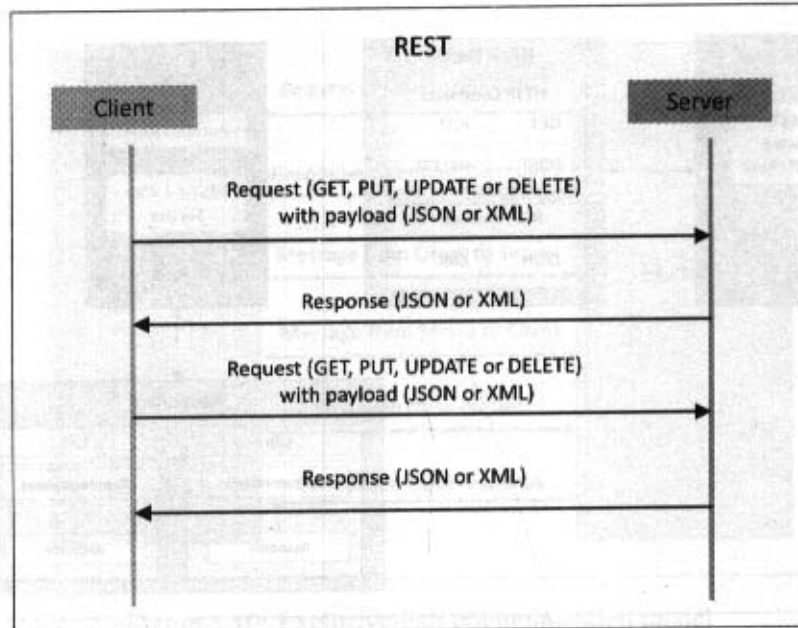 REST
Client
Server
Request (GET, PUT, UPDATE or DELETE)
with payload (JSON or XML)
Response (JSON or XML)
Request (GET, PUT, UPDATE or DELETE)
with payload (JSON or XML)
Response (JSON or XML)